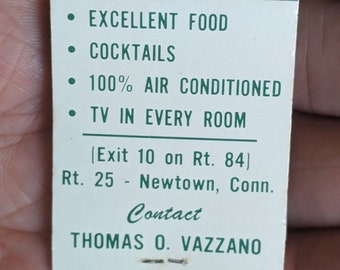 • EXCELLENT FOOD
• COCKTAILS
• 100% AIR CONDITIONED
• TV IN EVERY ROOM
(Exit 10 on Rt. 84)
Rt. 25 - Newtown, Conn.
Contact
THOMAS O. VAZZANO